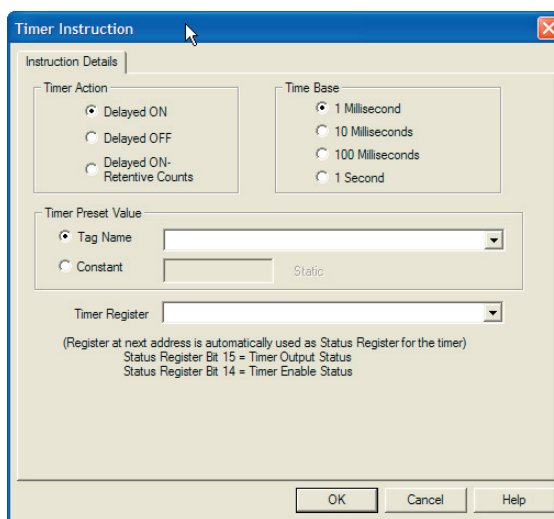 Timer Instruction
Instruction Details
Timer Action
Delayed ON
Delayed OFF
Delayed ON-
Retentive Counts
Time Base
1 Millisecond
10 Milliseconds
100 Milliseconds
1 Second
Timer Preset Value
Tag Name
Constant
Static
Timer Register
(Register at next address is automatically used as Status Register for the timer)
Status Register Bit 15 = Timer Output Status
Status Register Bit 14 = Timer Enable Status
OK
Cancel
Help